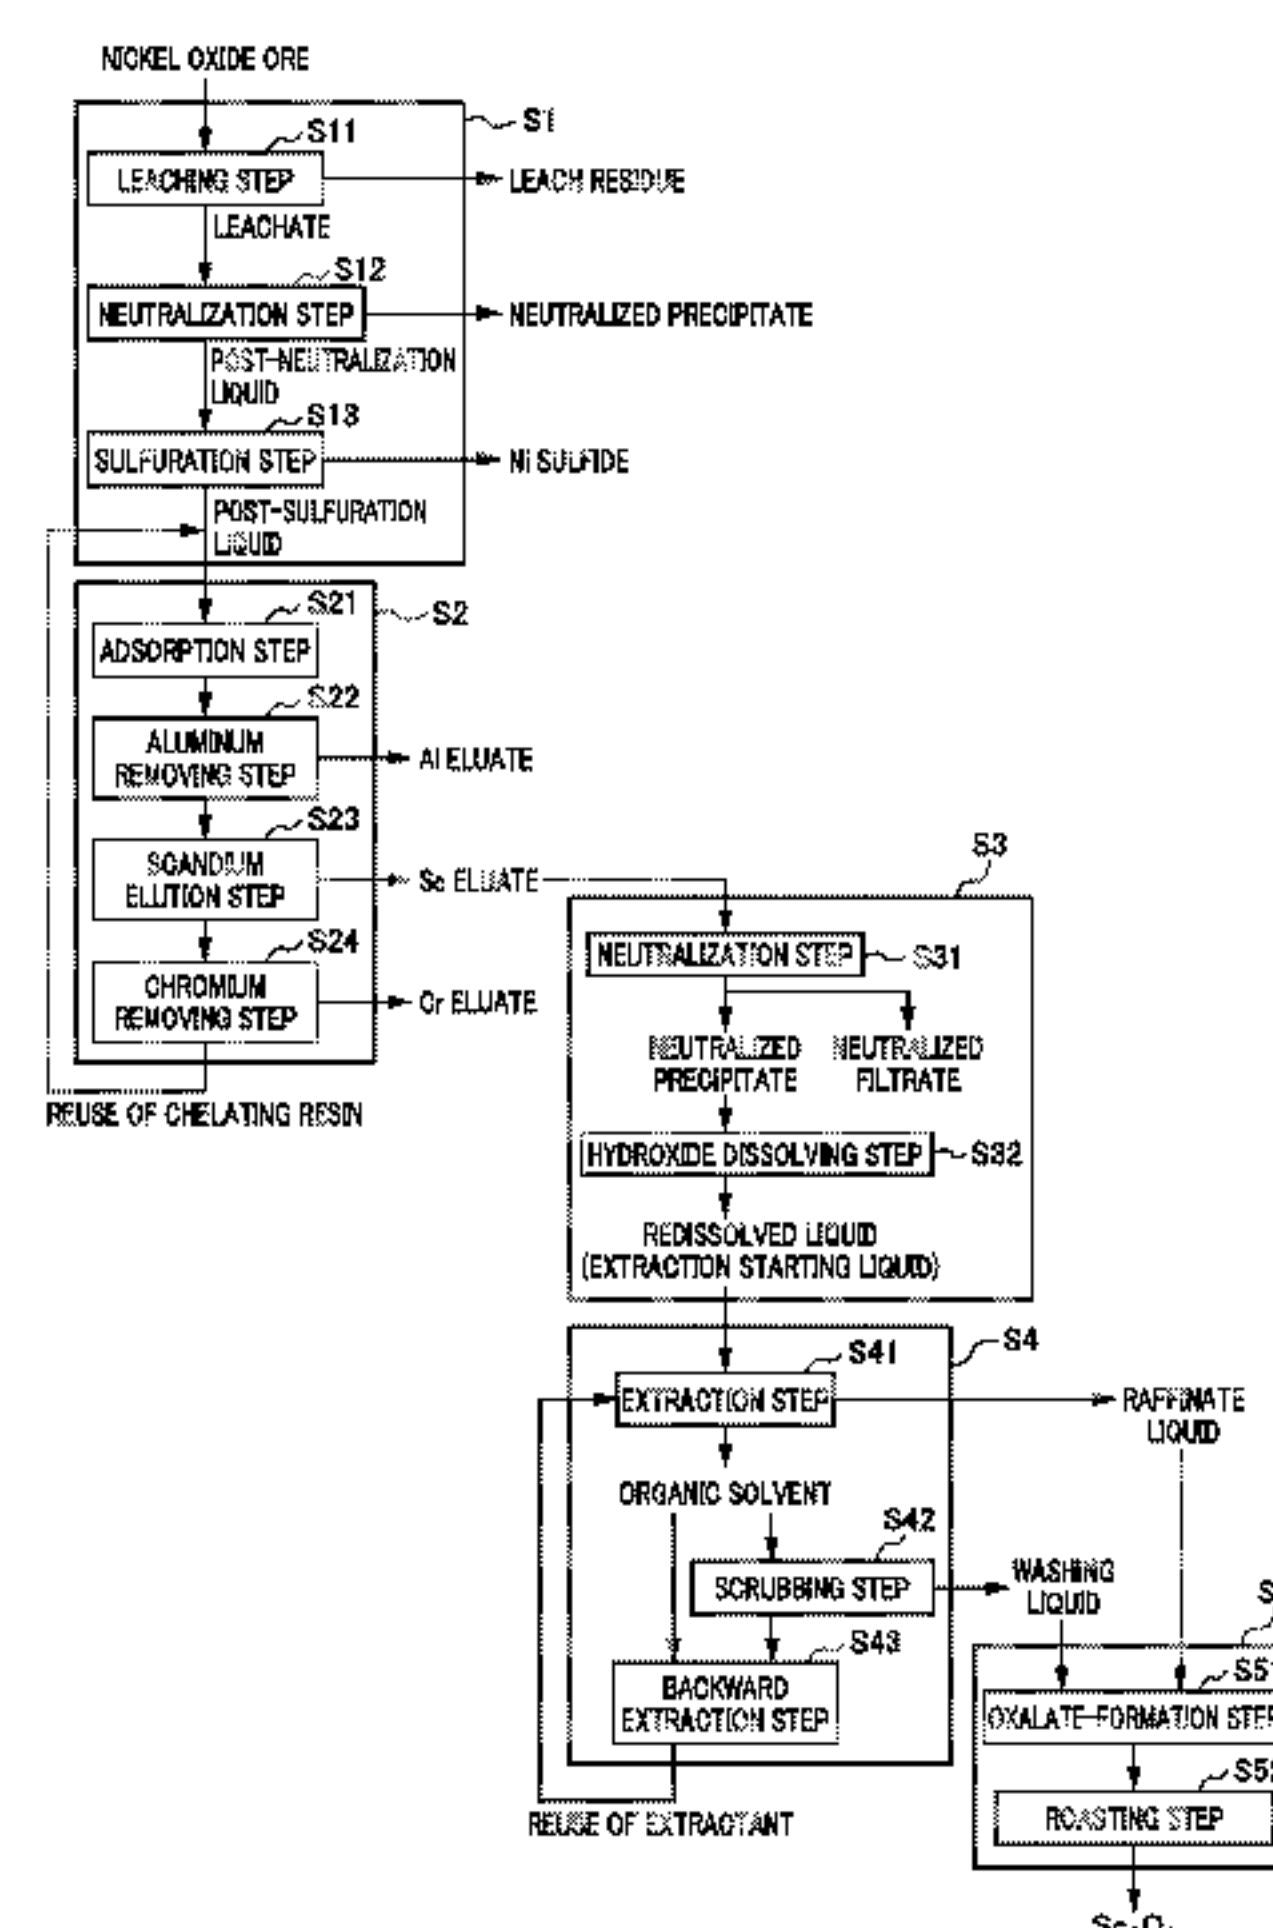 NICKEL OXIDE ORE
S1
S11
LEACHING STEP
LEACH RESIDUE
LEACHATE
S12
NEUTRALIZATION STEP
NEUTRALIZED PRECIPITATE
POST-NEUTRALIZATION
LIQUID
S13
SULFURATION STEP
Ni SULFIDE
POST-SULFURATION
LIQUID
S21
S2
ADSORPTION STEP
S22
ALUMINUM
REMOVING STEP
Al ELUATE
S23
SCANDIUM
ELUTION STEP
Sc ELUATE
S24
CHROMIUM
REMOVING STEP
Cr ELUATE
REUSE OF CHELATING RESIN
S3
NEUTRALIZATION STEP
S31
NEUTRALIZED
PRECIPITATE
NEUTRALIZED
FILTRATE
HYDROXIDE DISSOLVING STEP
S32
REDISSOLVED LIQUID
(EXTRACTION STARTING LIQUID)
S4
S41
EXTRACTION STEP
RAFFINATE
LIQUID
ORGANIC SOLVENT
S42
SCRUBBING STEP
WASHING
LIQUID
S43
BACKWARD
EXTRACTION STEP
REUSE OF EXTRACTANT
S51
OXALATE-FORMATION STEP
ROASTING STEP